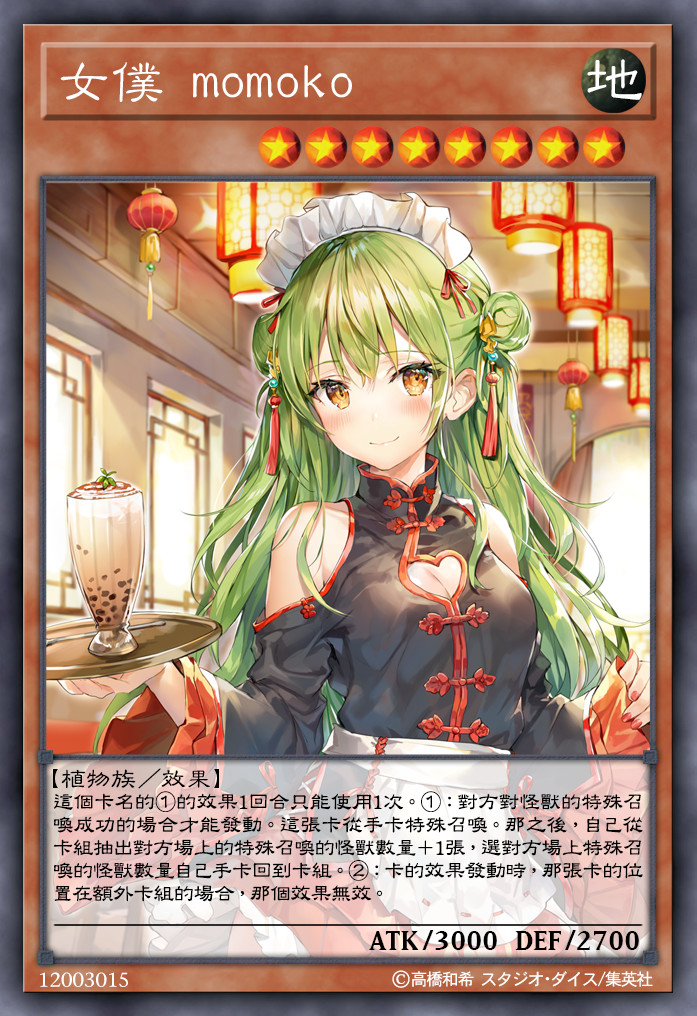 女僕 momoko
地
【植物族／效果】
這個卡名的①的效果1回合只能使用1次。①：對方對怪獸的特殊召
喚成功的場合才能發動。這張卡從手卡特殊召喚。那之後，自己從
卡組抽出對方場上的特殊召喚的怪獸數量＋1張，選對方場上特殊召
喚的怪獸數量自己手卡回到卡組。②：卡的效果發動時，那張卡的位
置在額外卡組的場合，那個效果無效。
ATK/3000 DEF/2700
12003015
©高橋和希 スタジオ・ダイス/集英社